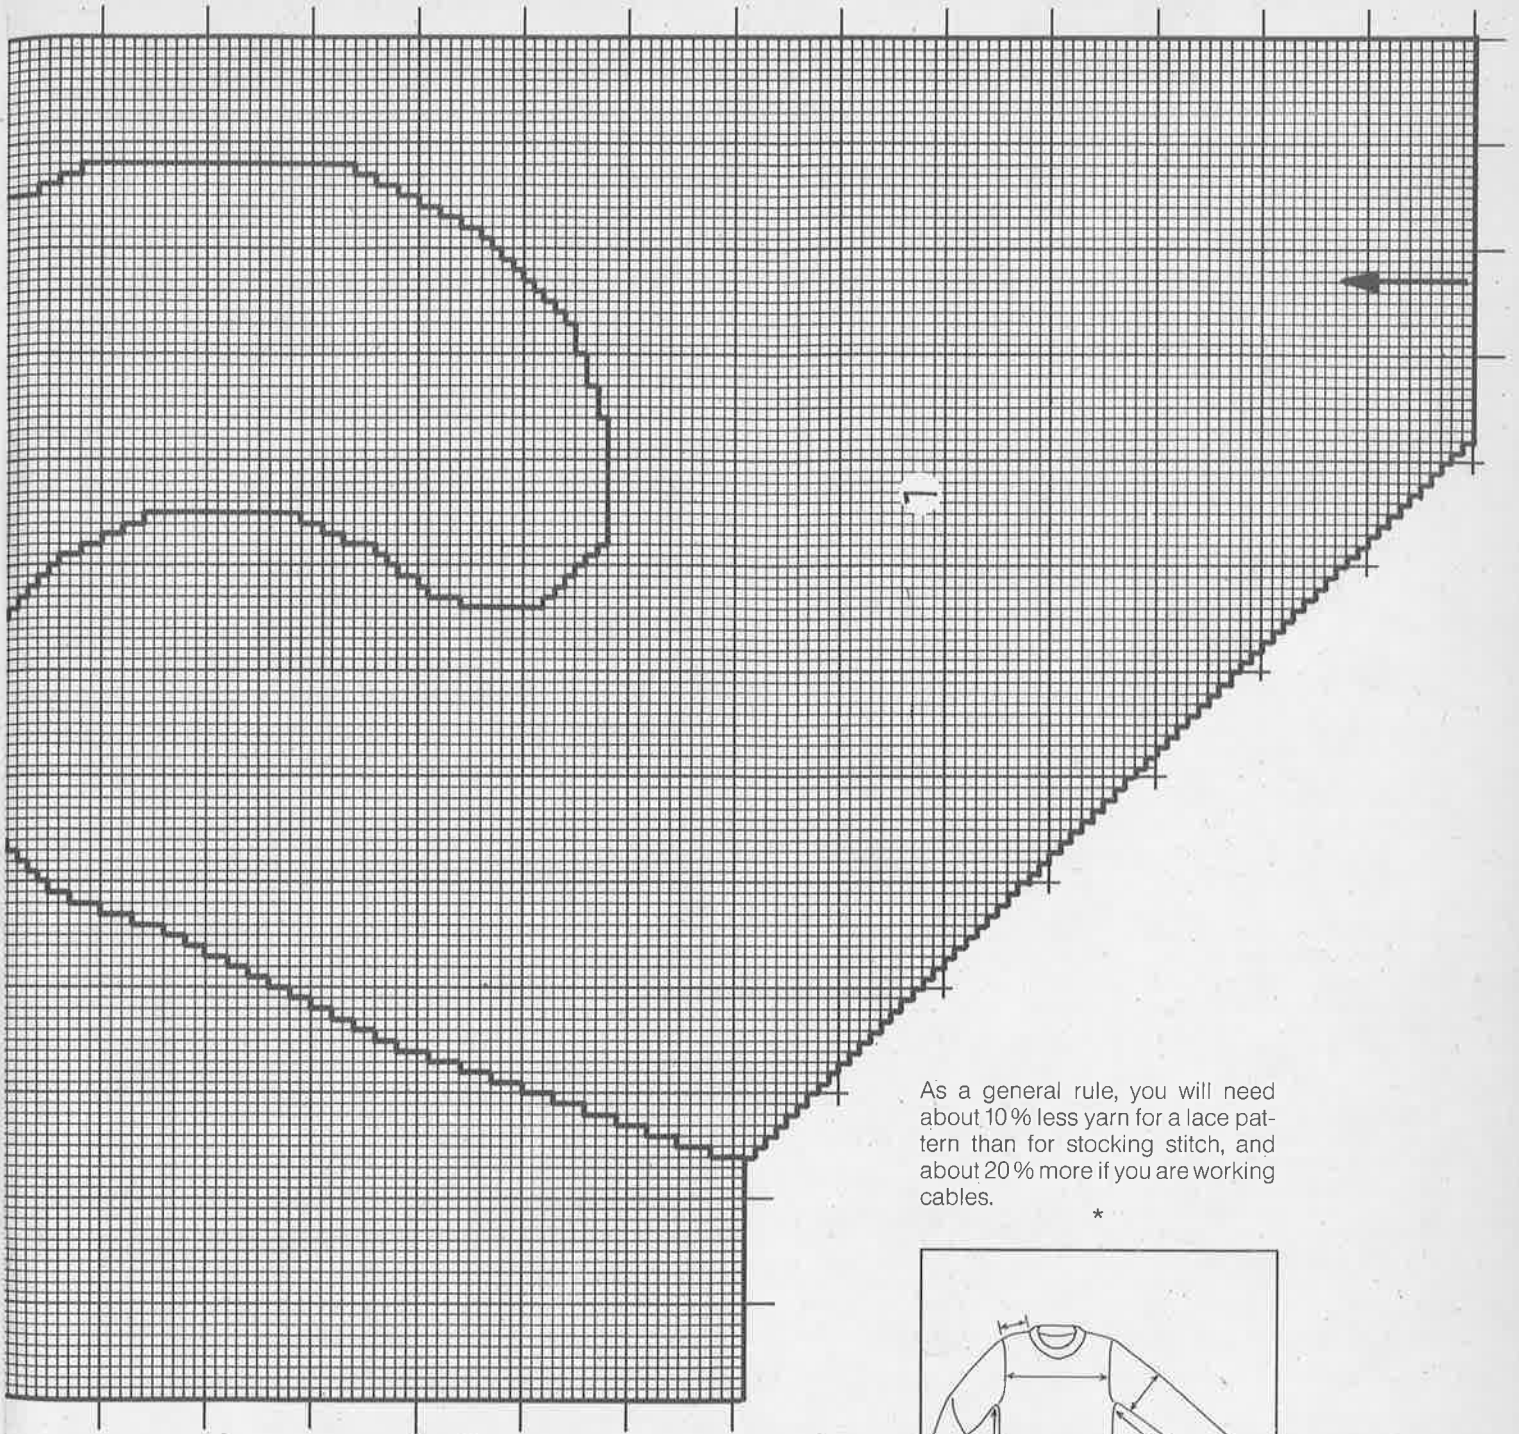 1
As a general rule, you will need
about 10 % less yarn for a lace pat-
tern than for stocking stitch, and
about 20 % more if you are working
cables.
*